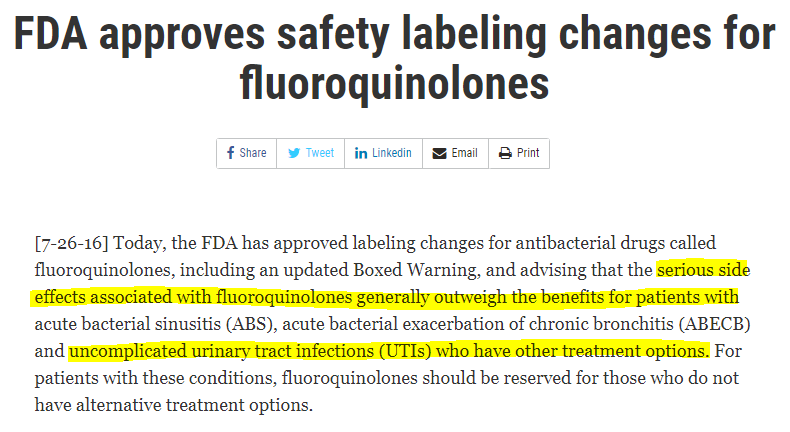 FDA approves safety labeling changes for
fluoroquinolones
Share Tweet Linkedin Email Print
[7-26-16] Today, the FDA has approved labeling changes for antibacterial drugs called
fluoroquinolones, including an updated Boxed Warning, and advising that the serious side
effects associated with fluoroquinolones generally outweigh the benefits for patients with
acute bacterial sinusitis (ABS), acute bacterial exacerbation of chronic bronchitis (ABECB)
and uncomplicated urinary tract infections (UTIs) who have other treatment options. For
patients with these conditions, fluoroquinolones should be reserved for those who do not
have alternative treatment options.